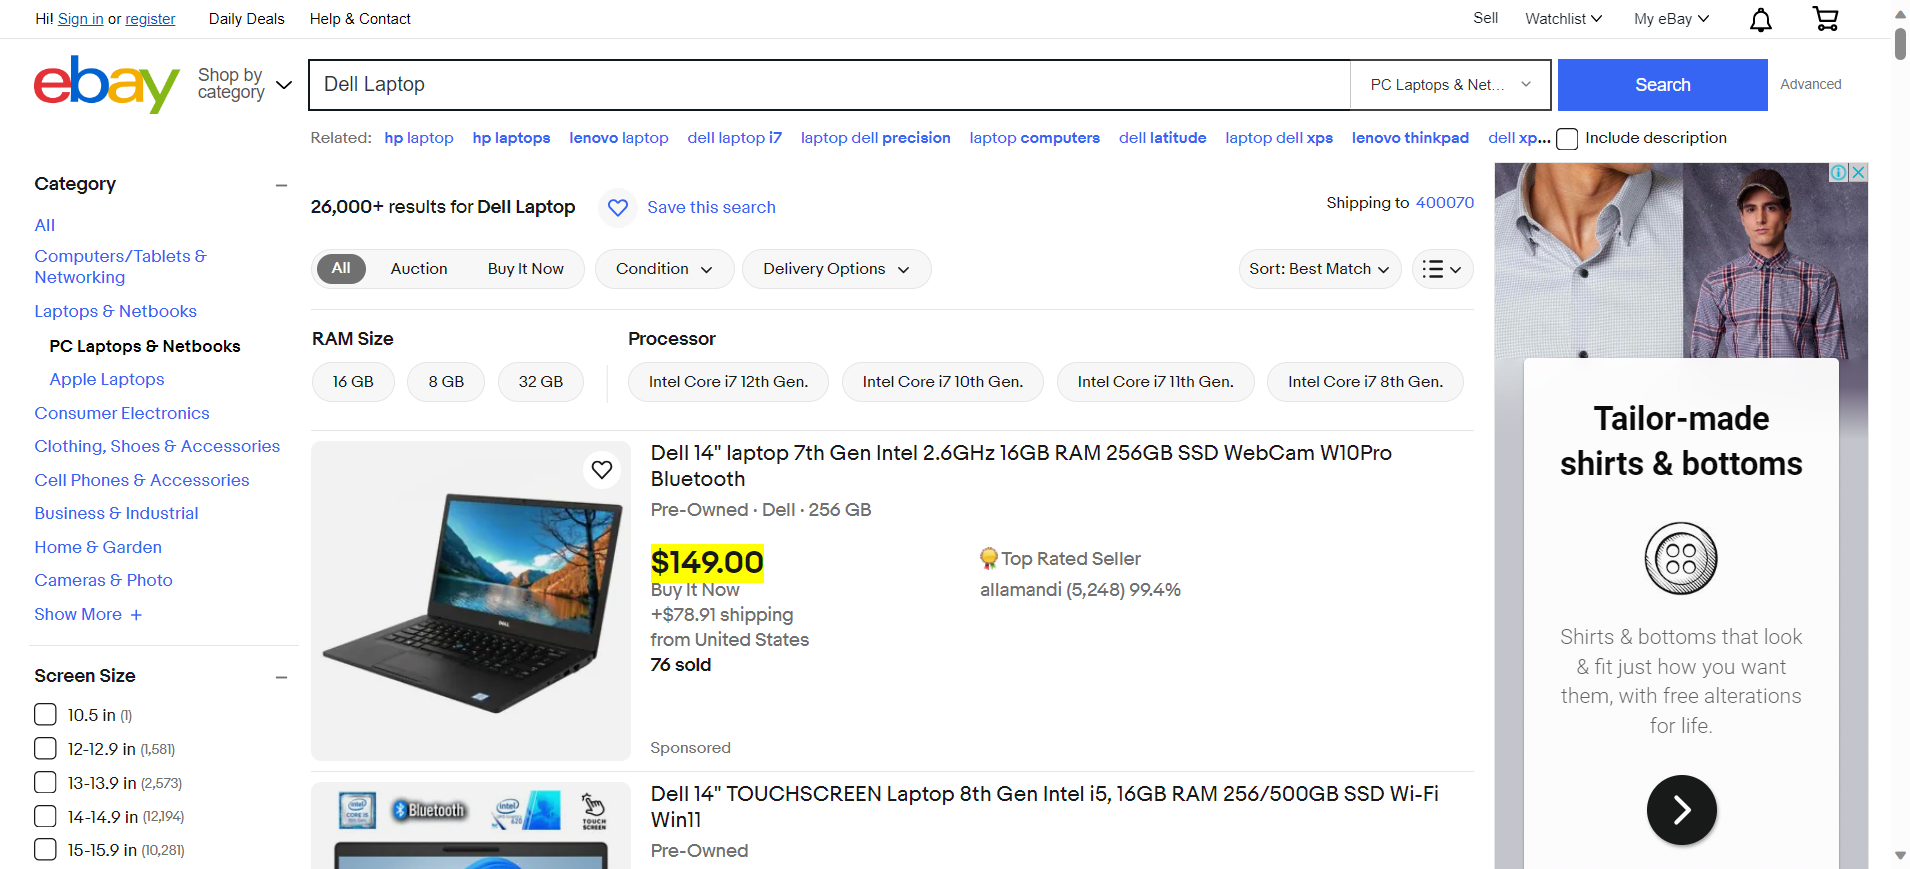 Hi! Sign in or register Daily Deals Help & Contact Sell Watchlist My eBay
ebay
Shop by
category
Dell Laptop
PC Laptops & Net...
Search
Advanced
Related: hp laptop hp laptops lenovo laptop dell laptop i7 laptop dell precision laptop computers dell latitude laptop dell xps lenovo thinkpad dell xp...
Include description
Category
All
Computers/Tablets &
Networking
Laptops & Netbooks
PC Laptops & Netbooks
Apple Laptops
Consumer Electronics
Clothing, Shoes & Accessories
Cell Phones & Accessories
Business & Industrial
Home & Garden
Cameras & Photo
Show More +
Screen Size
10.5 in (1)
12-12.9 in (1,581)
13-13.9 in (2,573)
14-14.9 in (12,194)
15-15.9 in (10,281)
26,000+ results for Dell Laptop
Save this search
Shipping to 400070
All Auction Buy It Now Condition Delivery Options
Sort: Best Match
RAM Size
16 GB 8 GB 32 GB
Processor
Intel Core i7 12th Gen. Intel Core i7 10th Gen. Intel Core i7 11th Gen. Intel Core i7 8th Gen.
Dell 14" laptop 7th Gen Intel 2.6GHz 16GB RAM 256GB SSD WebCam W10Pro
Bluetooth
Pre-Owned · Dell · 256 GB
$149.00
Buy It Now
+$78.91 shipping
from United States
76 sold
Top Rated Seller
allamandi (5,248) 99.4%
Sponsored
DELL
Bluetooth
TOUCH
SCREEN
Dell 14" TOUCHSCREEN Laptop 8th Gen Intel i5, 16GB RAM 256/500GB SSD Wi-Fi
Win11
Pre-Owned
Tailor-made
shirts & bottoms
Shirts & bottoms that look
& fit just how you want
them, with free alterations
for life.